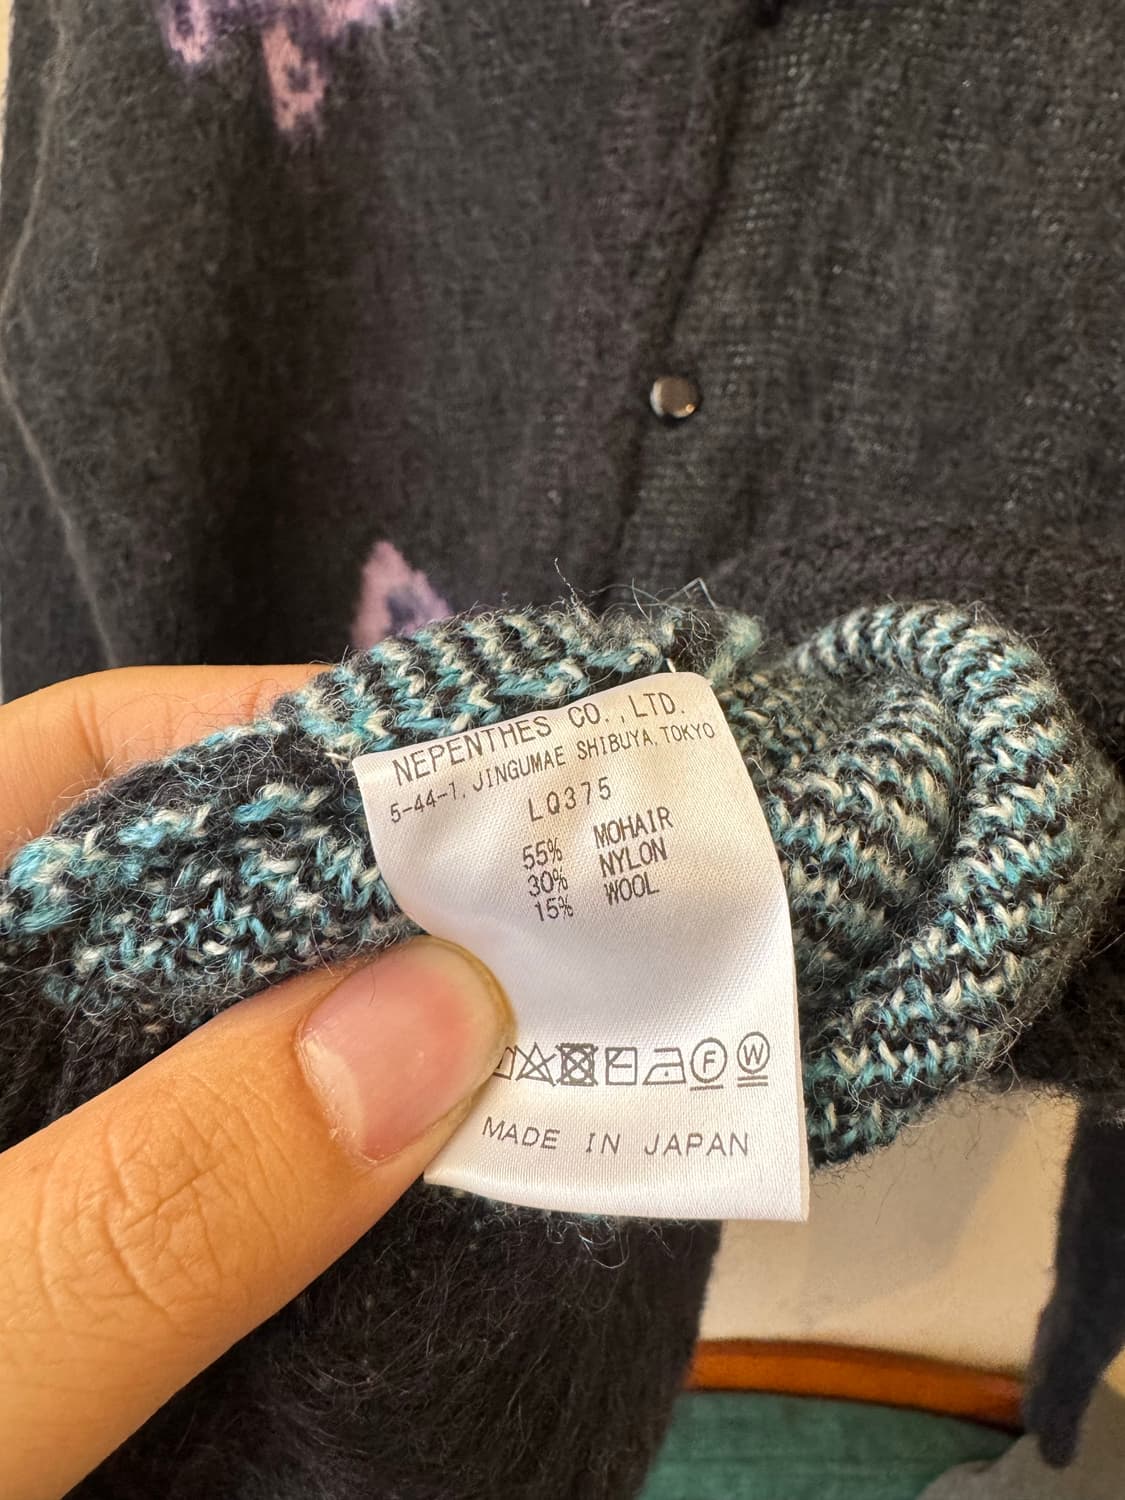 NEPENTHES CO.,LTD.
5-44-1, JINGUMAE SHIBUYA, TOKYO
LQ375
55% MOHAIR
30% NYLON
15% WOOL
F W
MADE IN JAPAN